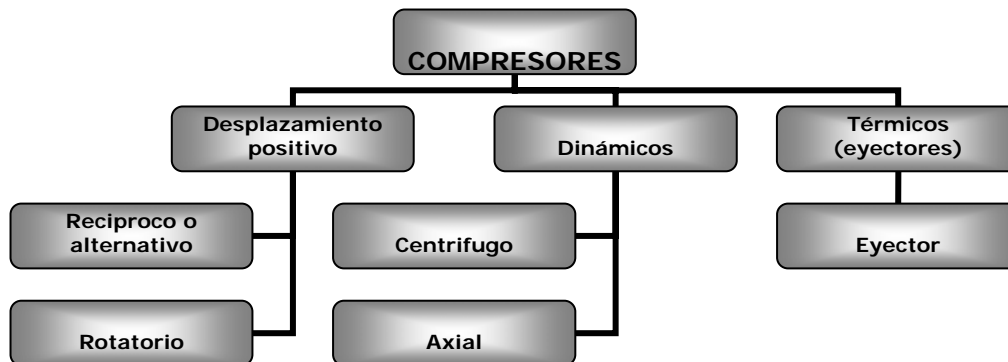 COMPRESORES
Desplazamiento
positivo
Dinámicos
Térmicos
(eyectores)
Reciproco o
alternativo
Centrifugo
Eyector
Rotatorio
Axial